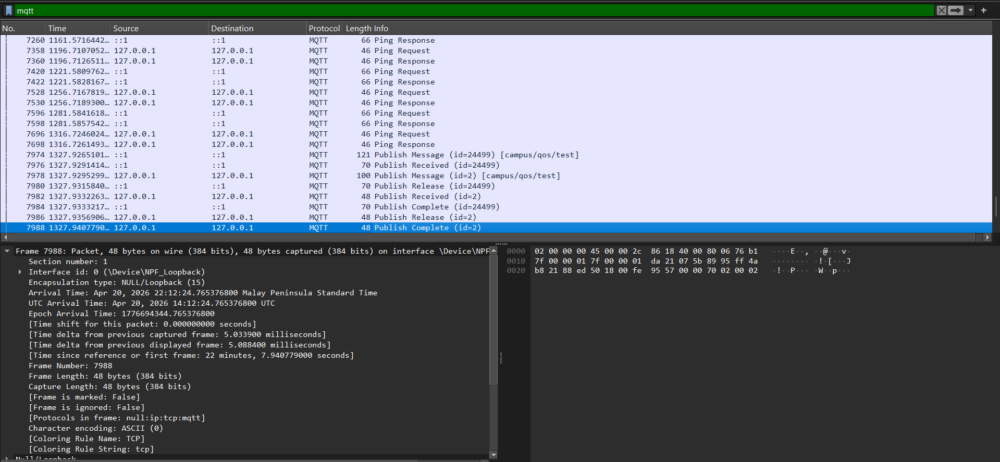 mqtt
No. Time Source Destination Protocol Length Info
7260 1161.5716442… ::1 ::1 MQTT 66 Ping Response
7358 1196.7107052… 127.0.0.1 127.0.0.1 MQTT 46 Ping Request
7360 1196.7126511… 127.0.0.1 127.0.0.1 MQTT 46 Ping Response
7420 1221.5809762… ::1 ::1 MQTT 66 Ping Request
7422 1221.5828167… ::1 ::1 MQTT 66 Ping Response
7528 1256.7167819… 127.0.0.1 127.0.0.1 MQTT 46 Ping Request
7530 1256.7189300… 127.0.0.1 127.0.0.1 MQTT 46 Ping Response
7596 1281.5841618… ::1 ::1 MQTT 66 Ping Request
7598 1281.5857542… ::1 ::1 MQTT 66 Ping Response
7696 1316.7246024… 127.0.0.1 127.0.0.1 MQTT 46 Ping Request
7698 1316.7261493… 127.0.0.1 127.0.0.1 MQTT 46 Ping Response
7974 1327.9265101… ::1 ::1 MQTT 121 Publish Message (id=24499) [campus/qos/test]
7976 1327.9291414… ::1 ::1 MQTT 70 Publish Received (id=24499)
7978 1327.9295299… 127.0.0.1 127.0.0.1 MQTT 100 Publish Message (id=2) [campus/qos/test]
7980 1327.9315840… ::1 ::1 MQTT 70 Publish Release (id=24499)
7982 1327.9332263… 127.0.0.1 127.0.0.1 MQTT 48 Publish Received (id=2)
7984 1327.9333217… ::1 ::1 MQTT 70 Publish Complete (id=24499)
7986 1327.9356906… 127.0.0.1 127.0.0.1 MQTT 48 Publish Release (id=2)
7988 1327.9407790… 127.0.0.1 127.0.0.1 MQTT 48 Publish Complete (id=2)
Frame 7988: Packet, 48 bytes on wire (384 bits), 48 bytes captured (384 bits) on interface \Device\NPF
Section number: 1
Interface id: 0 (\Device\NPF_Loopback)
Encapsulation type: NULL/Loopback (15)
Arrival Time: Apr 20, 2026 22:12:24.765376800 Malay Peninsula Standard Time
UTC Arrival Time: Apr 20, 2026 14:12:24.765376800 UTC
Epoch Arrival Time: 1776694344.765376800
[Time shift for this packet: 0.000000000 seconds]
[Time delta from previous captured frame: 5.033900 milliseconds]
[Time delta from previous displayed frame: 5.088400 milliseconds]
[Time since reference or first frame: 22 minutes, 7.940779000 seconds]
Frame Number: 7988
Frame Length: 48 bytes (384 bits)
Capture Length: 48 bytes (384 bits)
[Frame is marked: False]
[Frame is ignored: False]
[Protocols in frame: null:ip:tcp:mqtt]
Character encoding: ASCII (0)
[Coloring Rule Name: TCP]
[Coloring Rule String: tcp]
Null/Loopback
0000 02 00 00 00 45 00 00 2c 86 18 40 00 80 06 76 b1 ····E··, ··@···v·
0010 7f 00 00 01 7f 00 00 01 da 21 07 5b 89 95 ff 4a ········ ·!·[···J
0020 b8 21 88 ed 50 18 00 fe 95 57 00 00 70 02 00 02 ·!··P··· ·W··p···